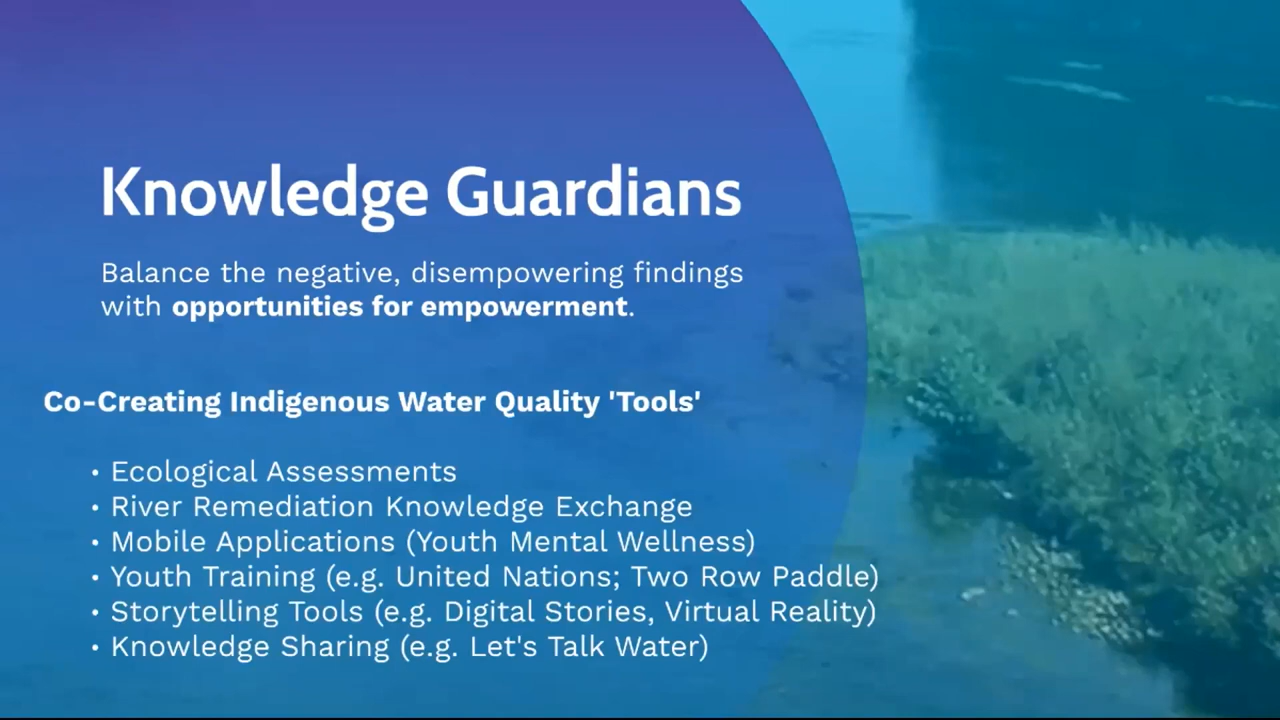 Knowledge Guardians
Balance the negative, disempowering findings
with opportunities for empowerment.
Co-Creating Indigenous Water Quality 'Tools'
• Ecological Assessments
• River Remediation Knowledge Exchange
• Mobile Applications (Youth Mental Wellness)
• Youth Training (e.g. United Nations; Two Row Paddle)
• Storytelling Tools (e.g. Digital Stories, Virtual Reality)
• Knowledge Sharing (e.g. Let's Talk Water)